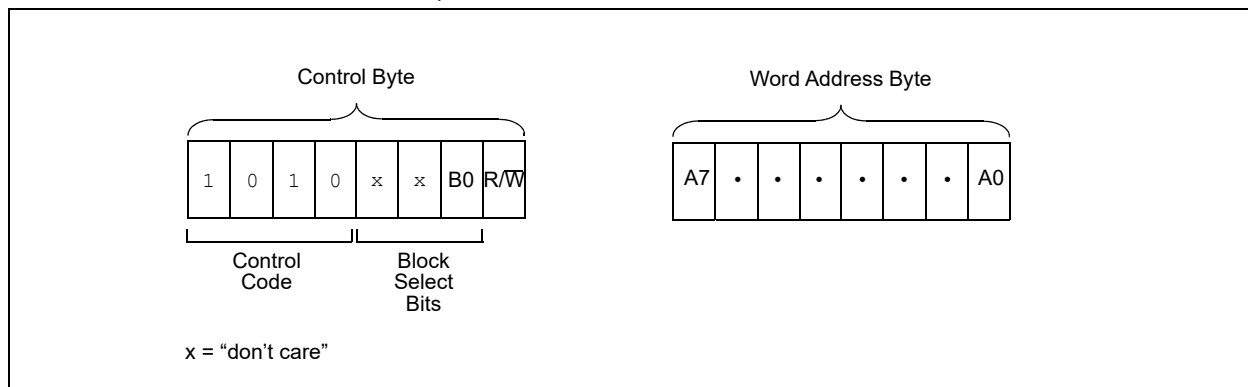 Control Byte
Word Address Byte
1 0 1 0 x x B0 R/W̅
A7 • • • • • • A0
Control
Code
Block
Select
Bits
x = “don’t care”